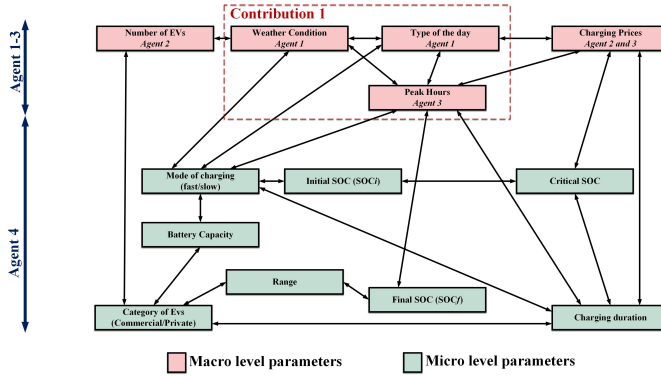 Contribution 1
Number of EVs
Agent 2
Weather Condition
Agent 1
Type of the day
Agent 1
Charging Prices
Agent 2 and 3
Peak Hours
Agent 3
Agent 1-3
Mode of charging
(fast/slow)
Initial SOC (SOCi)
Critical SOC
Battery Capacity
Agent 4
Range
Final SOC (SOCf)
Category of Evs
(Commercial/Private)
Charging duration
Macro level parameters
Micro level parameters